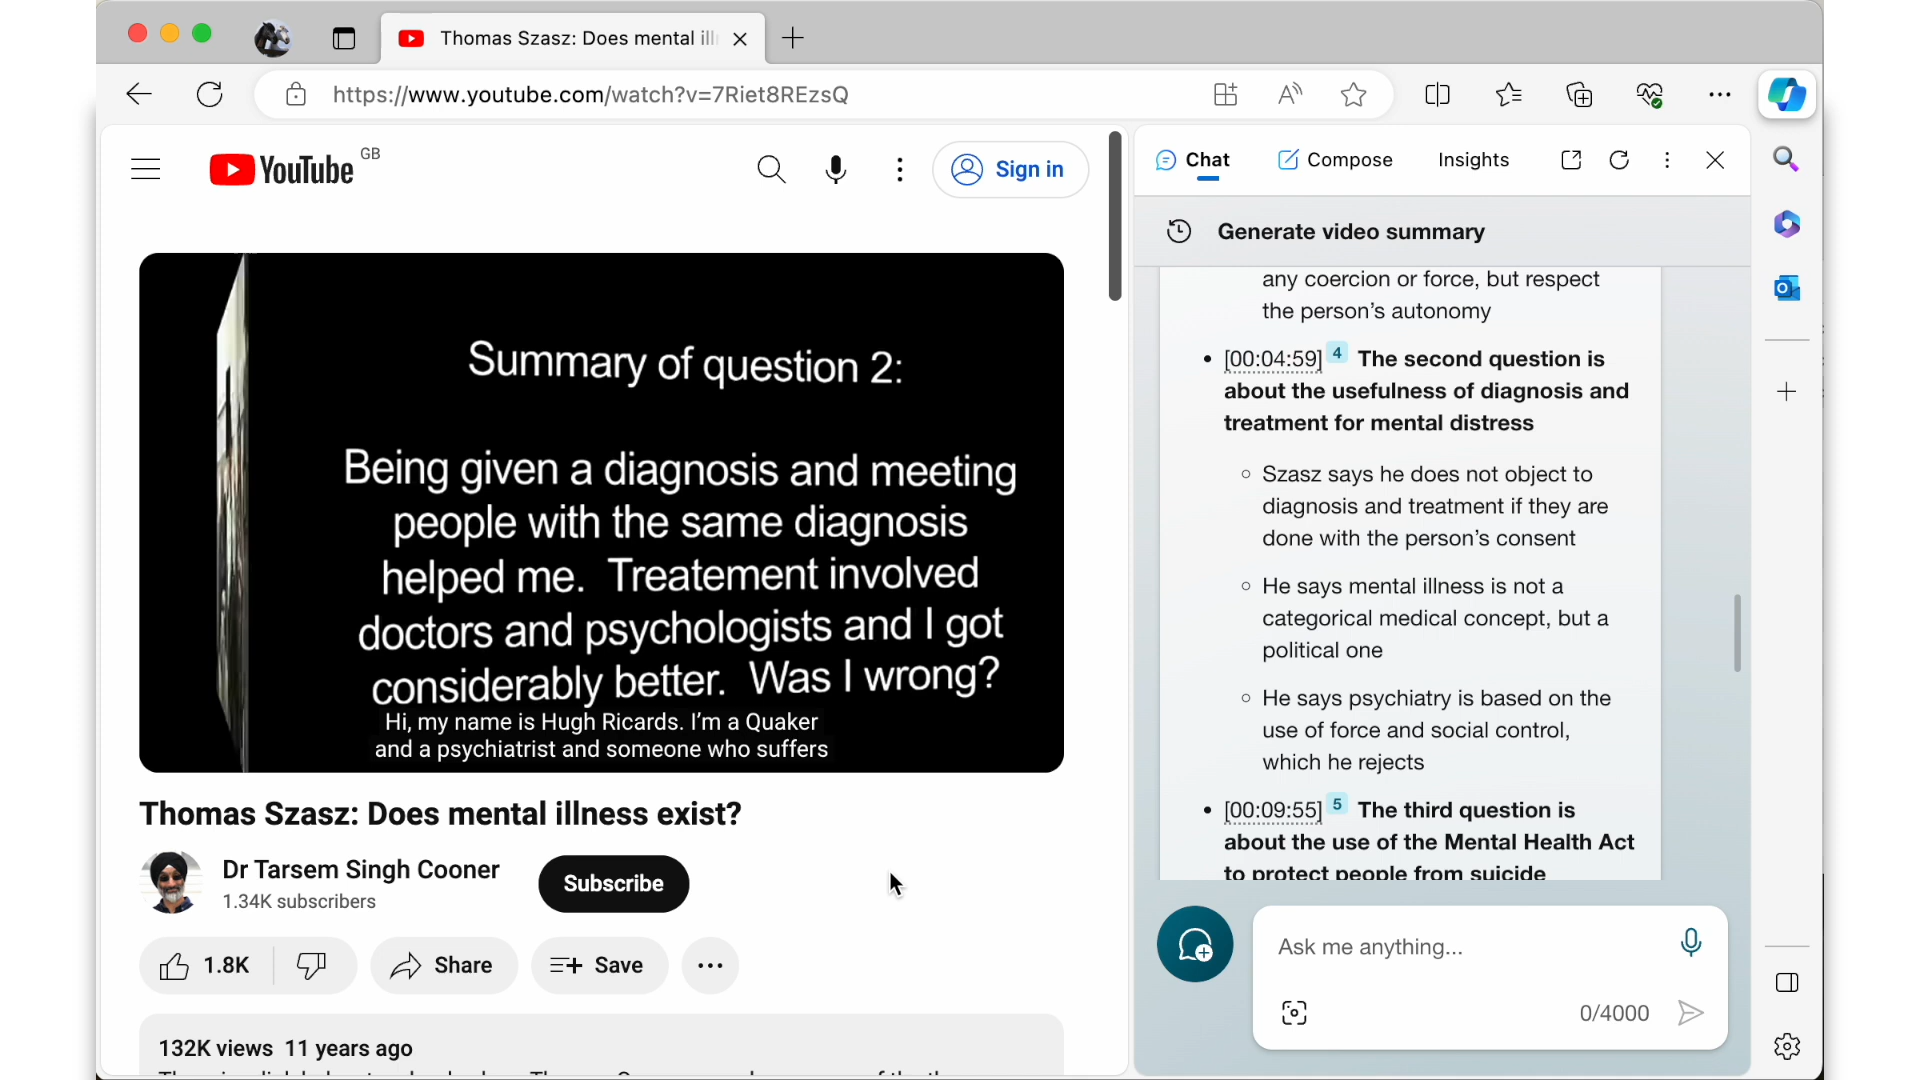 Thomas Szasz: Does mental ill
https://www.youtube.com/watch?v=7Riet8REzsQ
YouTube GB
Sign in
Summary of question 2:
Being given a diagnosis and meeting
people with the same diagnosis
helped me. Treatement involved
doctors and psychologists and I got
considerably better. Was I wrong?
Hi, my name is Hugh Ricards. I'm a Quaker
and a psychiatrist and someone who suffers
Thomas Szasz: Does mental illness exist?
Dr Tarsem Singh Cooner
1.34K subscribers
Subscribe
1.8K
Share
Save
132K views 11 years ago
Chat
Compose
Insights
Generate video summary
any coercion or force, but respect
the person's autonomy
• [00:04:59] 4 The second question is
about the usefulness of diagnosis and
treatment for mental distress
○ Szasz says he does not object to
diagnosis and treatment if they are
done with the person's consent
○ He says mental illness is not a
categorical medical concept, but a
political one
○ He says psychiatry is based on the
use of force and social control,
which he rejects
• [00:09:55] 5 The third question is
about the use of the Mental Health Act
to protect people from suicide
Ask me anything...
0/4000